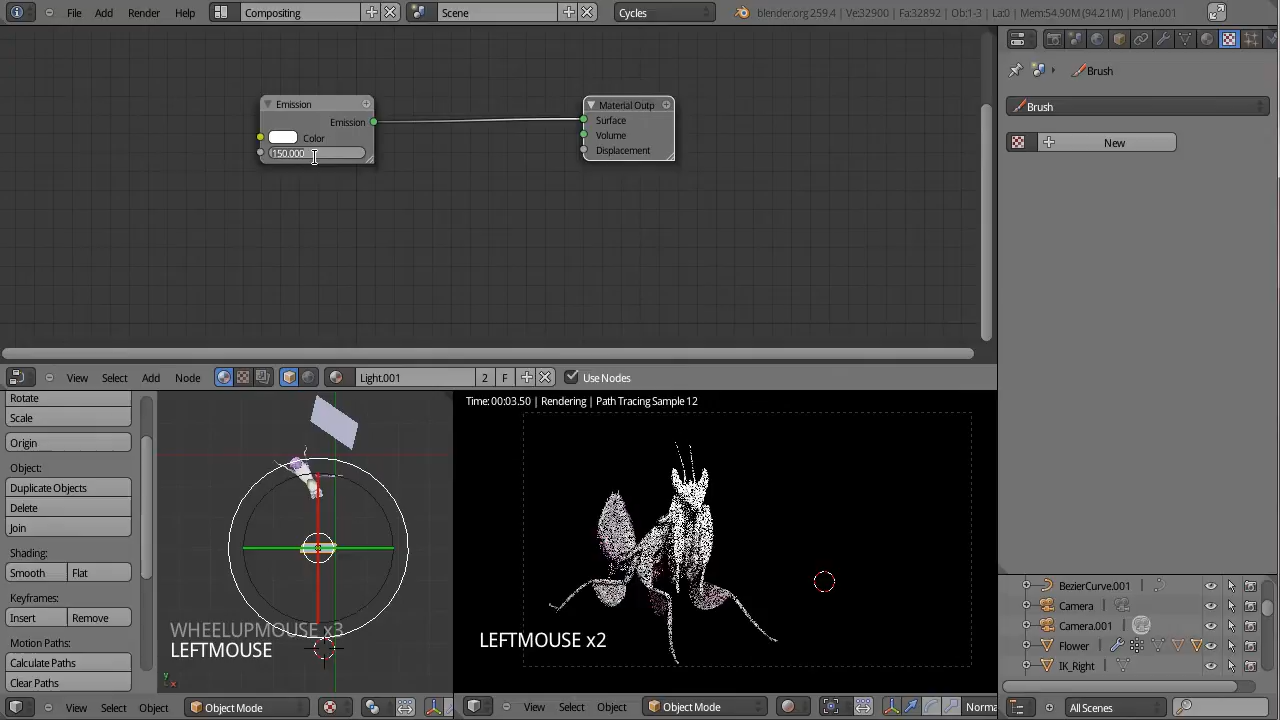 File Add Render Help Compositing Scene Cycles blender.org 259.4 | Ve:32900 | Fa:32892 | Ob:1-3 | La:0 | Mem:54.90M (94.21M) | Plane.001
Brush
Brush
New
Emission
Emission
Color
150.000
Material Outp
Surface
Volume
Displacement
View Select Add Node Light.001 2 F Use Nodes
Rotate
Scale
Origin
Object:
Duplicate Objects
Delete
Join
Shading:
Smooth Flat
Keyframes:
Insert Remove
Motion Paths:
Calculate Paths
Clear Paths
WHEELUPMOUSE x3
LEFTMOUSE
y
x
View Select Object Object Mode
Time: 00:03.50 | Rendering | Path Tracing Sample 12
LEFTMOUSE x2
View Select Object Object Mode Norma
BezierCurve.001
Camera
Camera.001
Flower
IK_Right
All Scenes